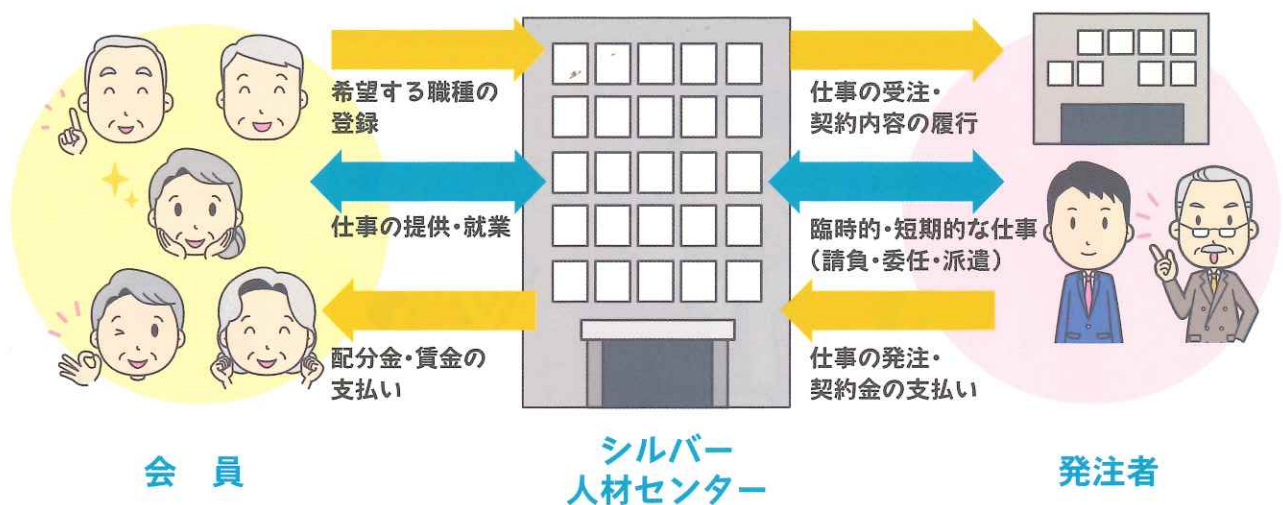 希望する職種の
登録
仕事の提供・就業
配分金・賃金の
支払い
仕事の受注・
契約内容の履行
臨時的・短期的な仕事
（請負・委任・派遣）
仕事の発注・
契約金の支払い
会　員
シルバー
人材センター
発注者